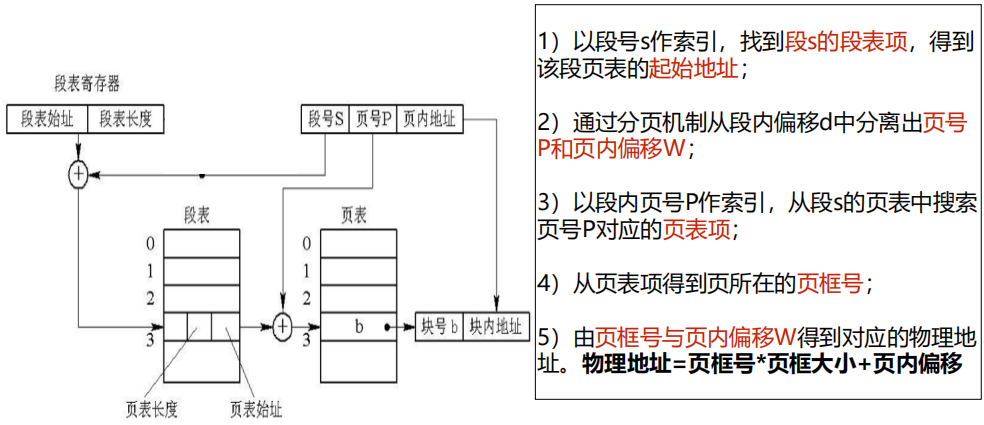 段表寄存器
段表始址 段表长度
段号S 页号P 页内地址
+
段表
页表
0
1
2
3
0
1
2
3
+
b
块号 b 块内地址
页表长度
页表始址
1）以段号s作索引，找到段s的段表项，得到
该段页表的起始地址；
2）通过分页机制从段内偏移d中分离出页号
P和页内偏移W；
3）以段内页号P作索引，从段s的页表中搜索
页号P对应的页表项；
4）从页表项得到页所在的页框号；
5）由页框号与页内偏移W得到对应的物理地
址。物理地址=页框号*页框大小+页内偏移